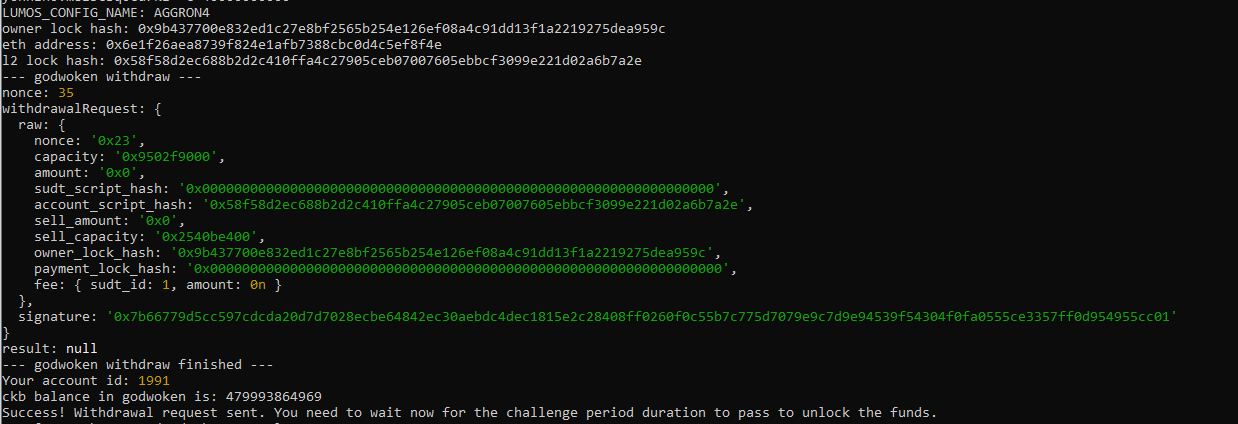 LUMOS_CONFIG_NAME: AGGRON4
owner lock hash: 0x9b437700e832ed1c27e8bf2565b254e126ef08a4c91dd13f1a2219275dea959c
eth address: 0x6e1f26aea8739f824e1afb7388cbc0d4c5ef8f4e
l2 lock hash: 0x58f58d2ec688b2d2c410ffa4c27905ceb07007605ebbcf3099e221d02a6b7a2e
--- godwoken withdraw ---
nonce: 35
withdrawalRequest: {
  raw: {
    nonce: '0x23',
    capacity: '0x9502f9000',
    amount: '0x0',
    sudt_script_hash: '0x0000000000000000000000000000000000000000000000000000000000000000',
    account_script_hash: '0x58f58d2ec688b2d2c410ffa4c27905ceb07007605ebbcf3099e221d02a6b7a2e',
    sell_amount: '0x0',
    sell_capacity: '0x2540be400',
    owner_lock_hash: '0x9b437700e832ed1c27e8bf2565b254e126ef08a4c91dd13f1a2219275dea959c',
    payment_lock_hash: '0x0000000000000000000000000000000000000000000000000000000000000000',
    fee: { sudt_id: 1, amount: 0n }
  },
  signature: '0x7b66779d5cc597cdcda20d7d7028ecbe64842ec30aebdc4dec1815e2c28408ff0260f0c55b7c775d7079e9c7d9e94539f54304f0fa0555ce3357ff0d954955cc01'
}
result: null
--- godwoken withdraw finished ---
Your account id: 1991
ckb balance in godwoken is: 479993864969
Success! Withdrawal request sent. You need to wait now for the challenge period duration to pass to unlock the funds.